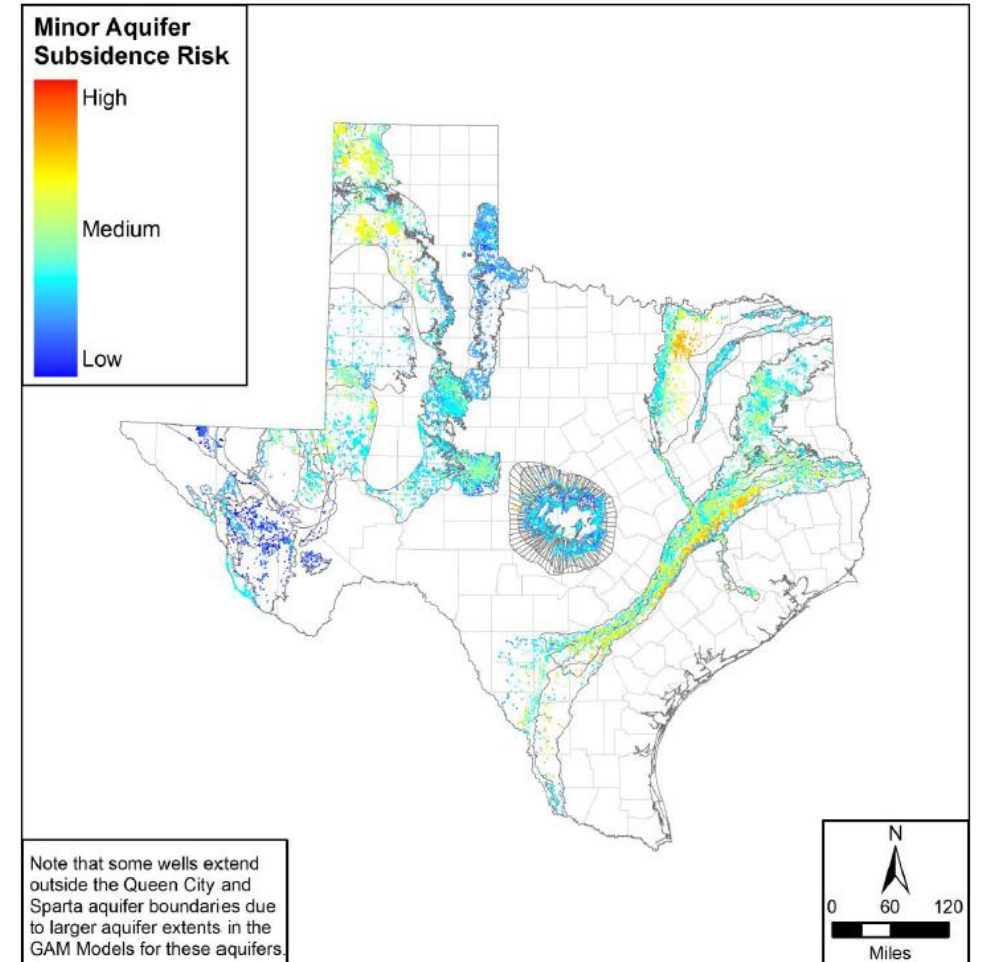 Minor Aquifer
Subsidence Risk
High
Medium
Low
Note that some wells extend
outside the Queen City and
Sparta aquifer boundaries due
to larger aquifer extents in the
GAM Models for these aquifers.
N
0 60 120
Miles